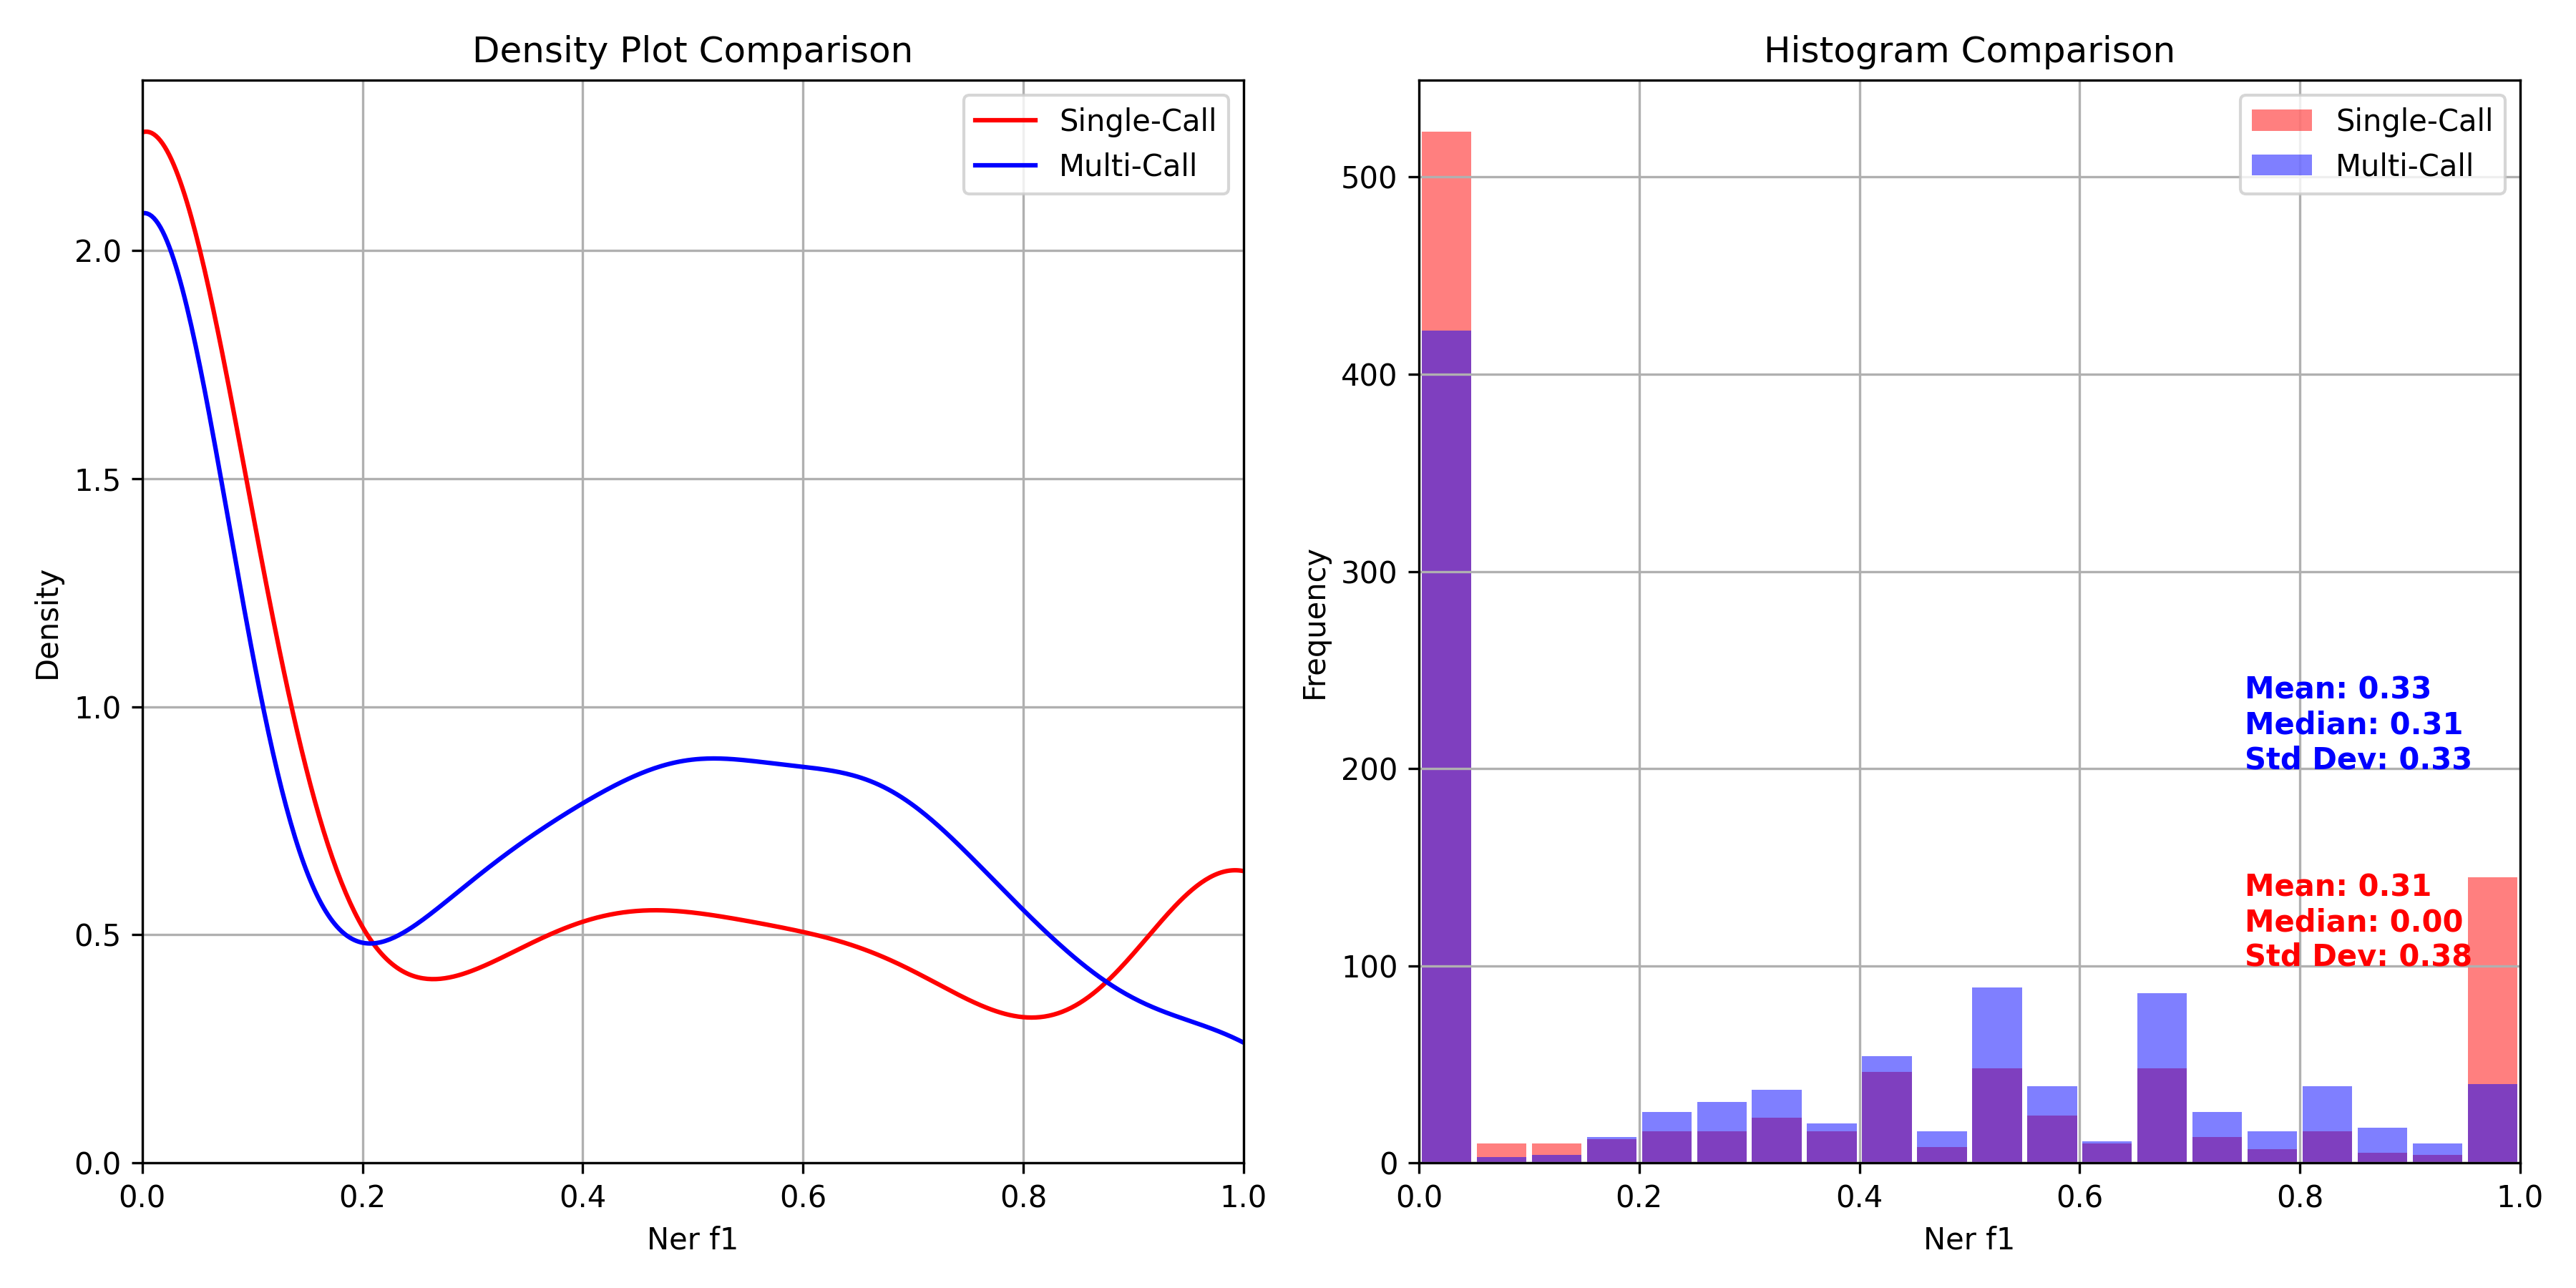 Density Plot Comparison
Single-Call
Multi-Call
2.0
1.5
1.0
0.5
0.0
Density
0.0 0.2 0.4 0.6 0.8 1.0
Ner f1
Histogram Comparison
Single-Call
Multi-Call
500
400
300
200
100
0
Frequency
Mean: 0.33
Median: 0.31
Std Dev: 0.33
Mean: 0.31
Median: 0.00
Std Dev: 0.38
0.0 0.2 0.4 0.6 0.8 1.0
Ner f1